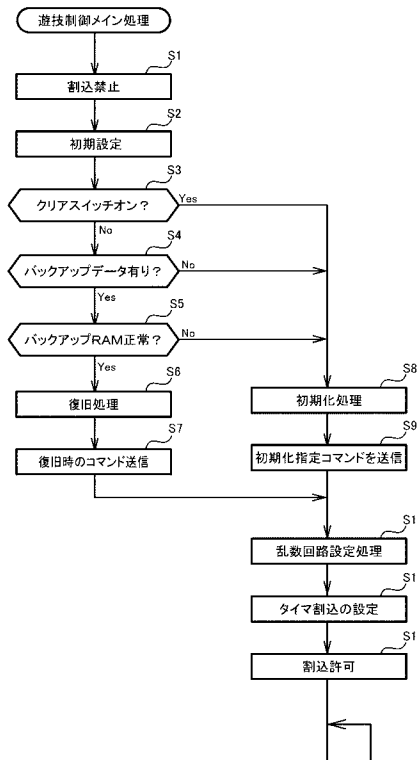 遊技制御メイン処理
S1
割込禁止
S2
初期設定
S3
クリアスイッチオン？
Yes
No
S4
バックアップデータ有り？
No
Yes
S5
バックアップRAM正常？
No
Yes
S6
復旧処理
S7
復旧時のコマンド送信
S8
初期化処理
S9
初期化指定コマンドを送信
S1
乱数回路設定処理
S1
タイマ割込の設定
S1
割込許可